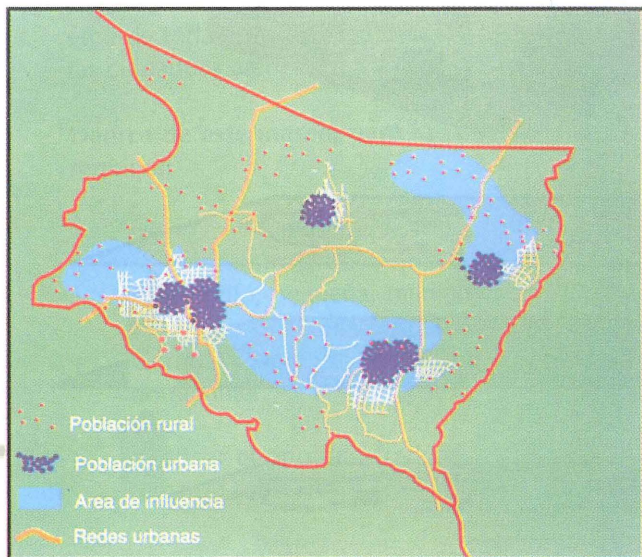 Población rural
Población urbana
Area de influencia
Redes urbanas